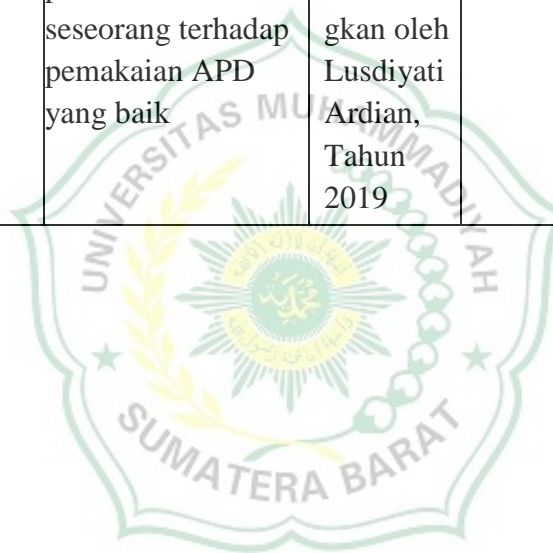 seseorang terhadap
pemakaian APD
yang baik
gkan oleh
Lusdiyati
Ardian,
Tahun
2019
UNIVERSITAS MUHAMMADIYAH
SUMATERA BARAT